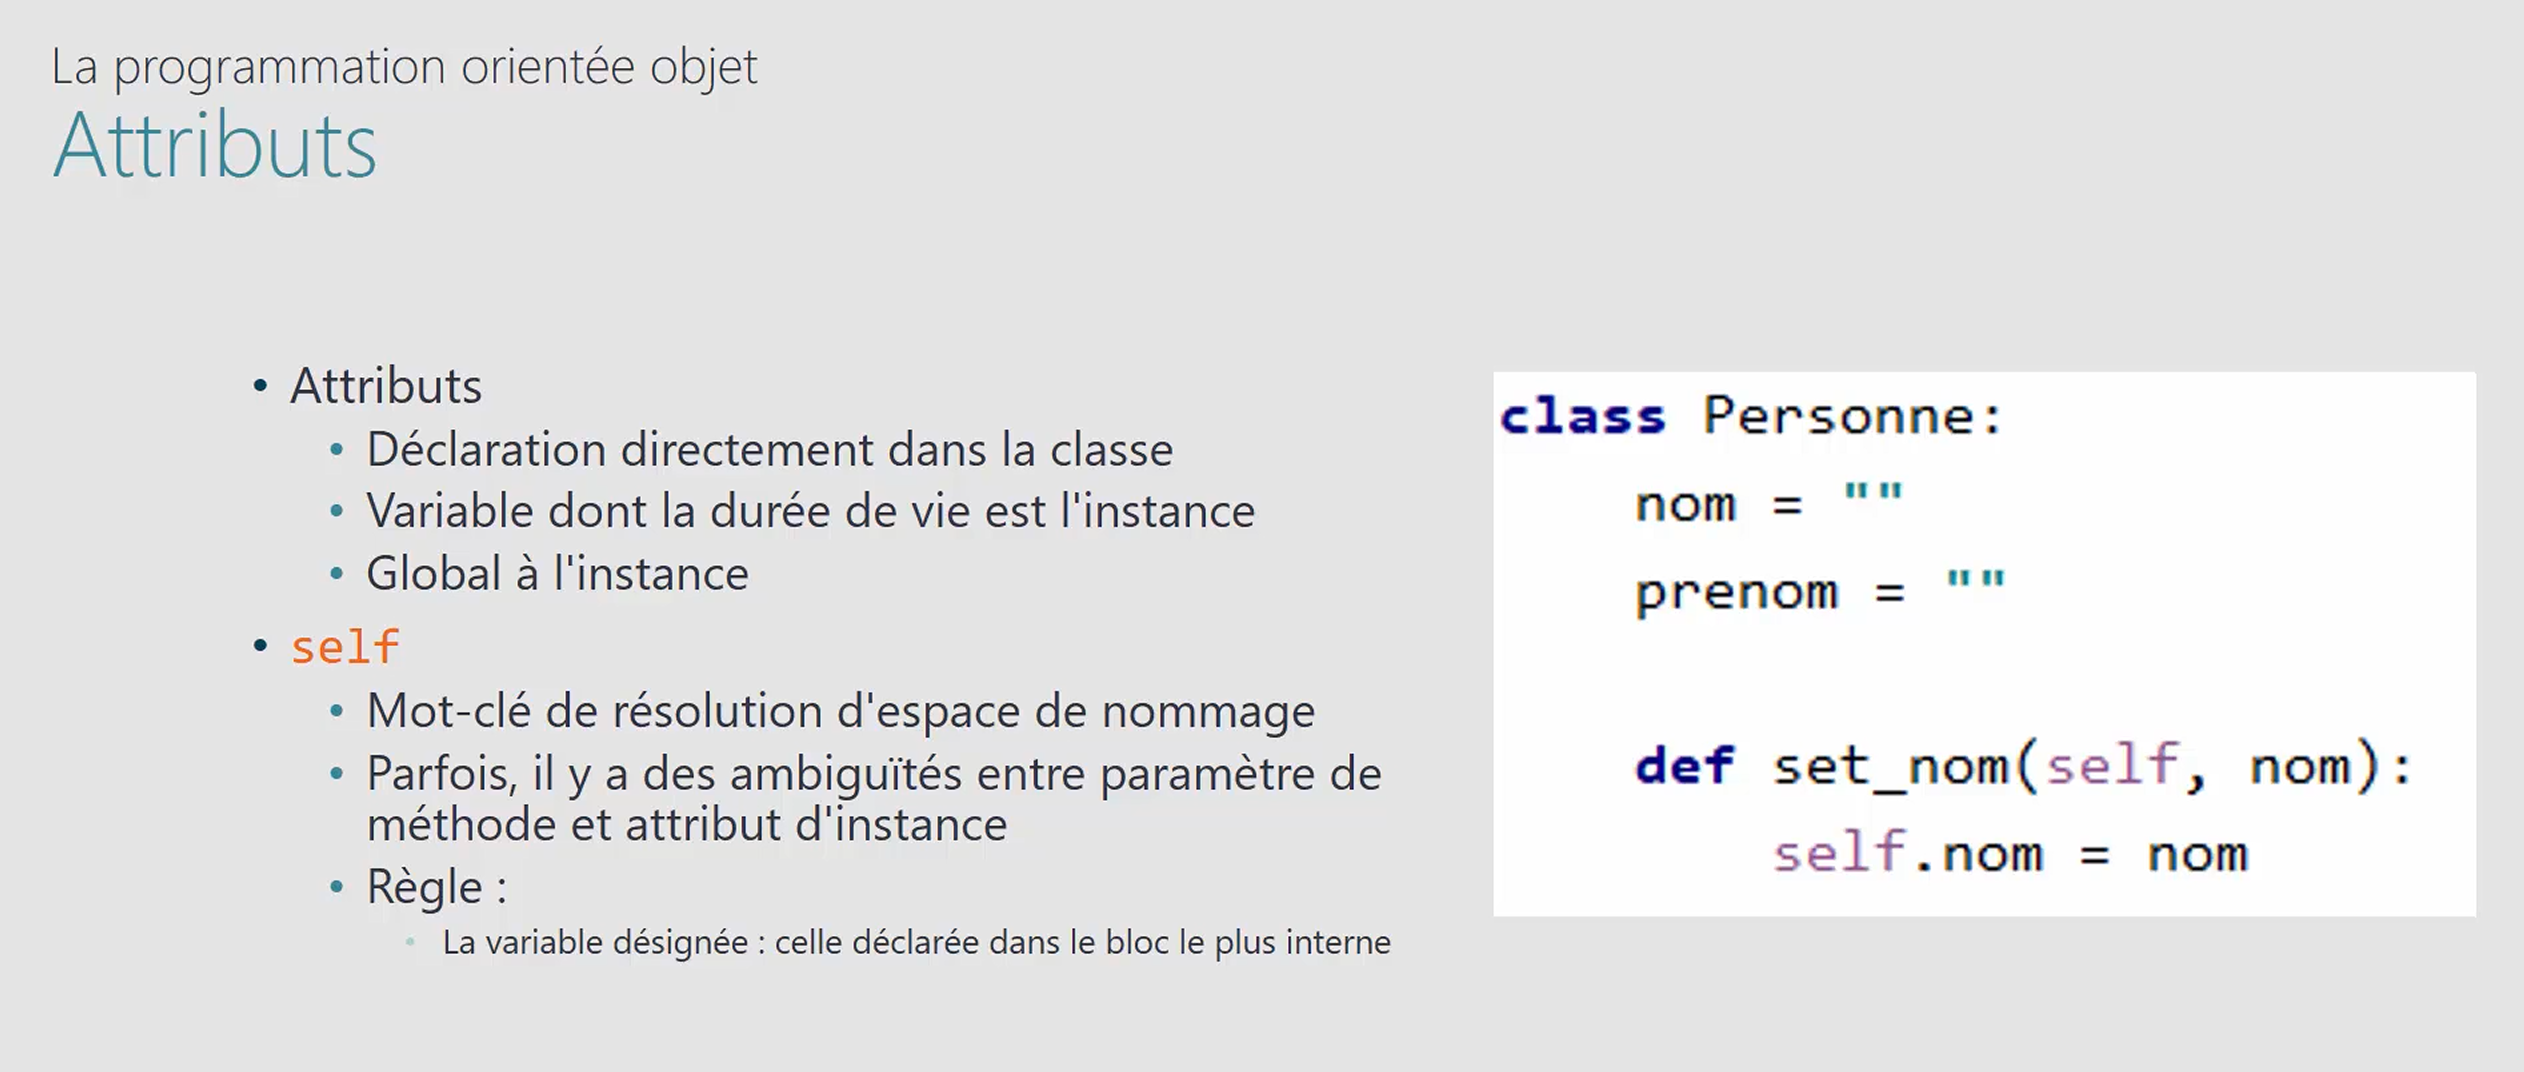 La programmation orientée objet
Attributs
• Attributs
• Déclaration directement dans la classe
• Variable dont la durée de vie est l'instance
• Global à l'instance
• self
• Mot-clé de résolution d'espace de nommage
• Parfois, il y a des ambiguïtés entre paramètre de
méthode et attribut d'instance
• Règle :
• La variable désignée : celle déclarée dans le bloc le plus interne
class Personne:
    nom = ""
    prenom = ""
    def set_nom(self, nom):
        self.nom = nom